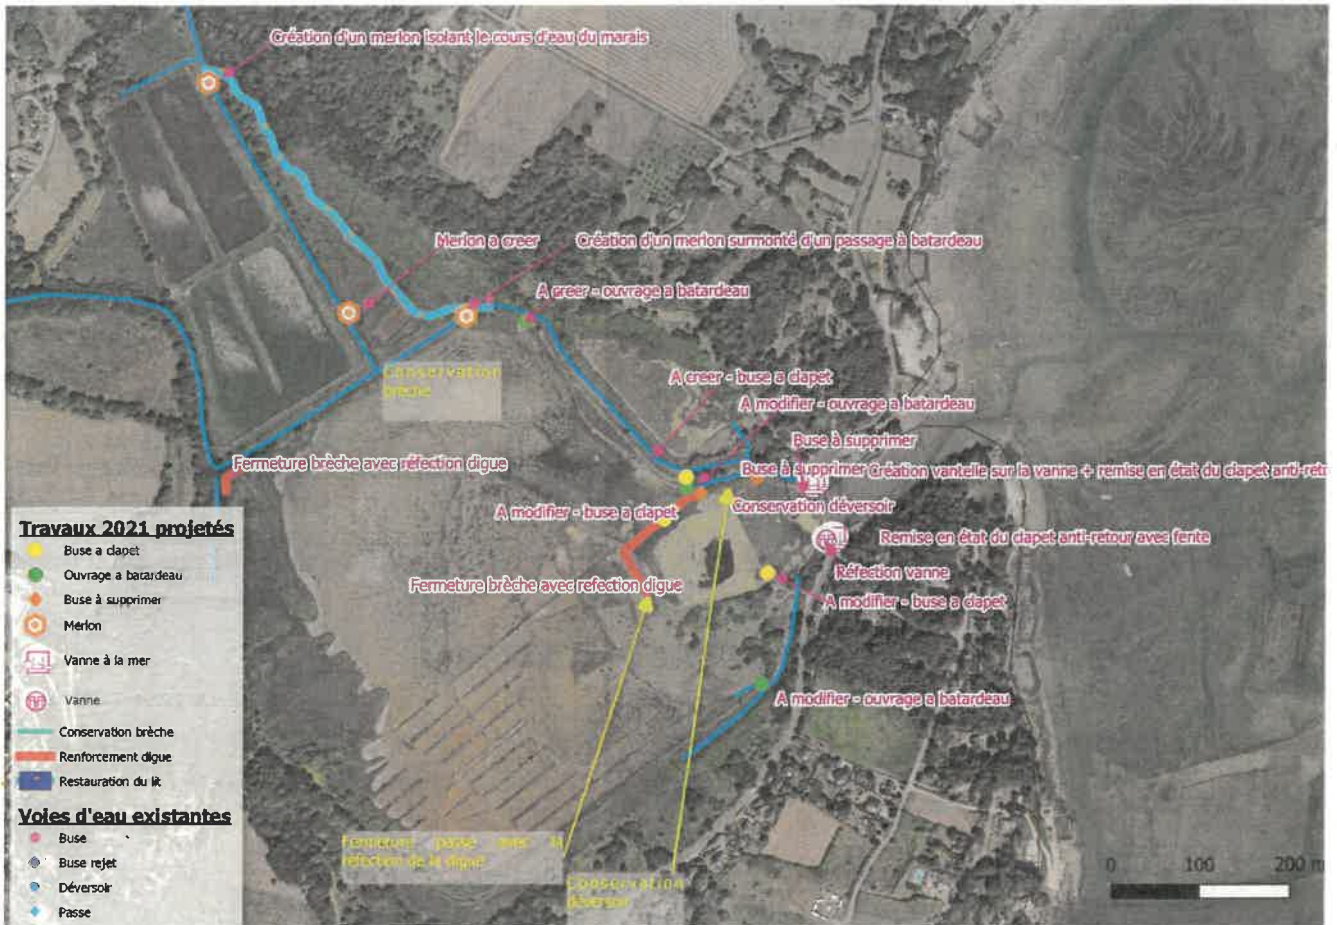 Création d'un merlon isolant le cours d'eau du marais
Merlon a creer
Création d'un merlon surmonté d'un passage à batardeau
A creer - ouvrage a batardeau
Conservation
brèche
A creer - buse a clapet
A modifier - ouvrage a batardeau
Buse à supprimer
Fermeture brèche avec réfection digue
Buse à supprimer
Création vantelle sur la vanne + remise en état du clapet anti-reto
A modifier - buse a clapet
Conservation déversoir
Remise en état du clapet anti-retour avec fente
Réfection vanne
Fermeture brèche avec refection digue
A modifier - buse a clapet
A modifier - ouvrage a batardeau
Travaux 2021 projetés
Buse a clapet
Ouvrage a batardeau
Buse à supprimer
Merlon
Vanne à la mer
Vanne
Conservation brèche
Renforcement digue
Restauration du lit
Voies d'eau existantes
Buse
Buse rejet
Déversoir
Passe
Fermeture passe avec la
réfection de la digue
Conservation
déversoir
0 100 200 m